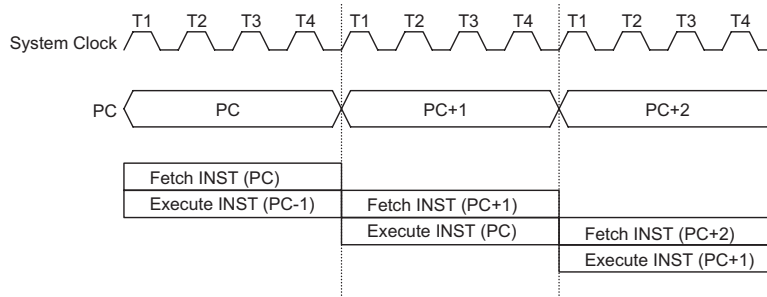 T1 T2 T3 T4 T1 T2 T3 T4 T1 T2 T3 T4
System Clock
PC PC PC+1 PC+2
Fetch INST (PC)
Execute INST (PC-1) Fetch INST (PC+1)
Execute INST (PC) Fetch INST (PC+2)
Execute INST (PC+1)